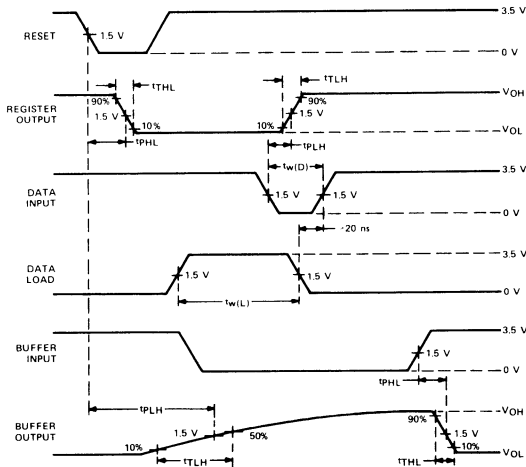 RESET
1.5 V
3.5 V
0 V
tTHL
tTLH
REGISTER
OUTPUT
90%
1.5 V
10%
tPHL
90%
1.5 V
10%
tPLH
VOH
VOL
tw(D)
DATA
INPUT
1.5 V
1.5 V
3.5 V
0 V
20 ns
DATA
LOAD
1.5 V
1.5 V
3.5 V
0 V
tw(L)
BUFFER
INPUT
1.5 V
3.5 V
0 V
tPHL
tPLH
BUFFER
OUTPUT
10%
1.5 V
50%
tTLH
90%
1.5 V
10%
tTHL
VOH
VOL